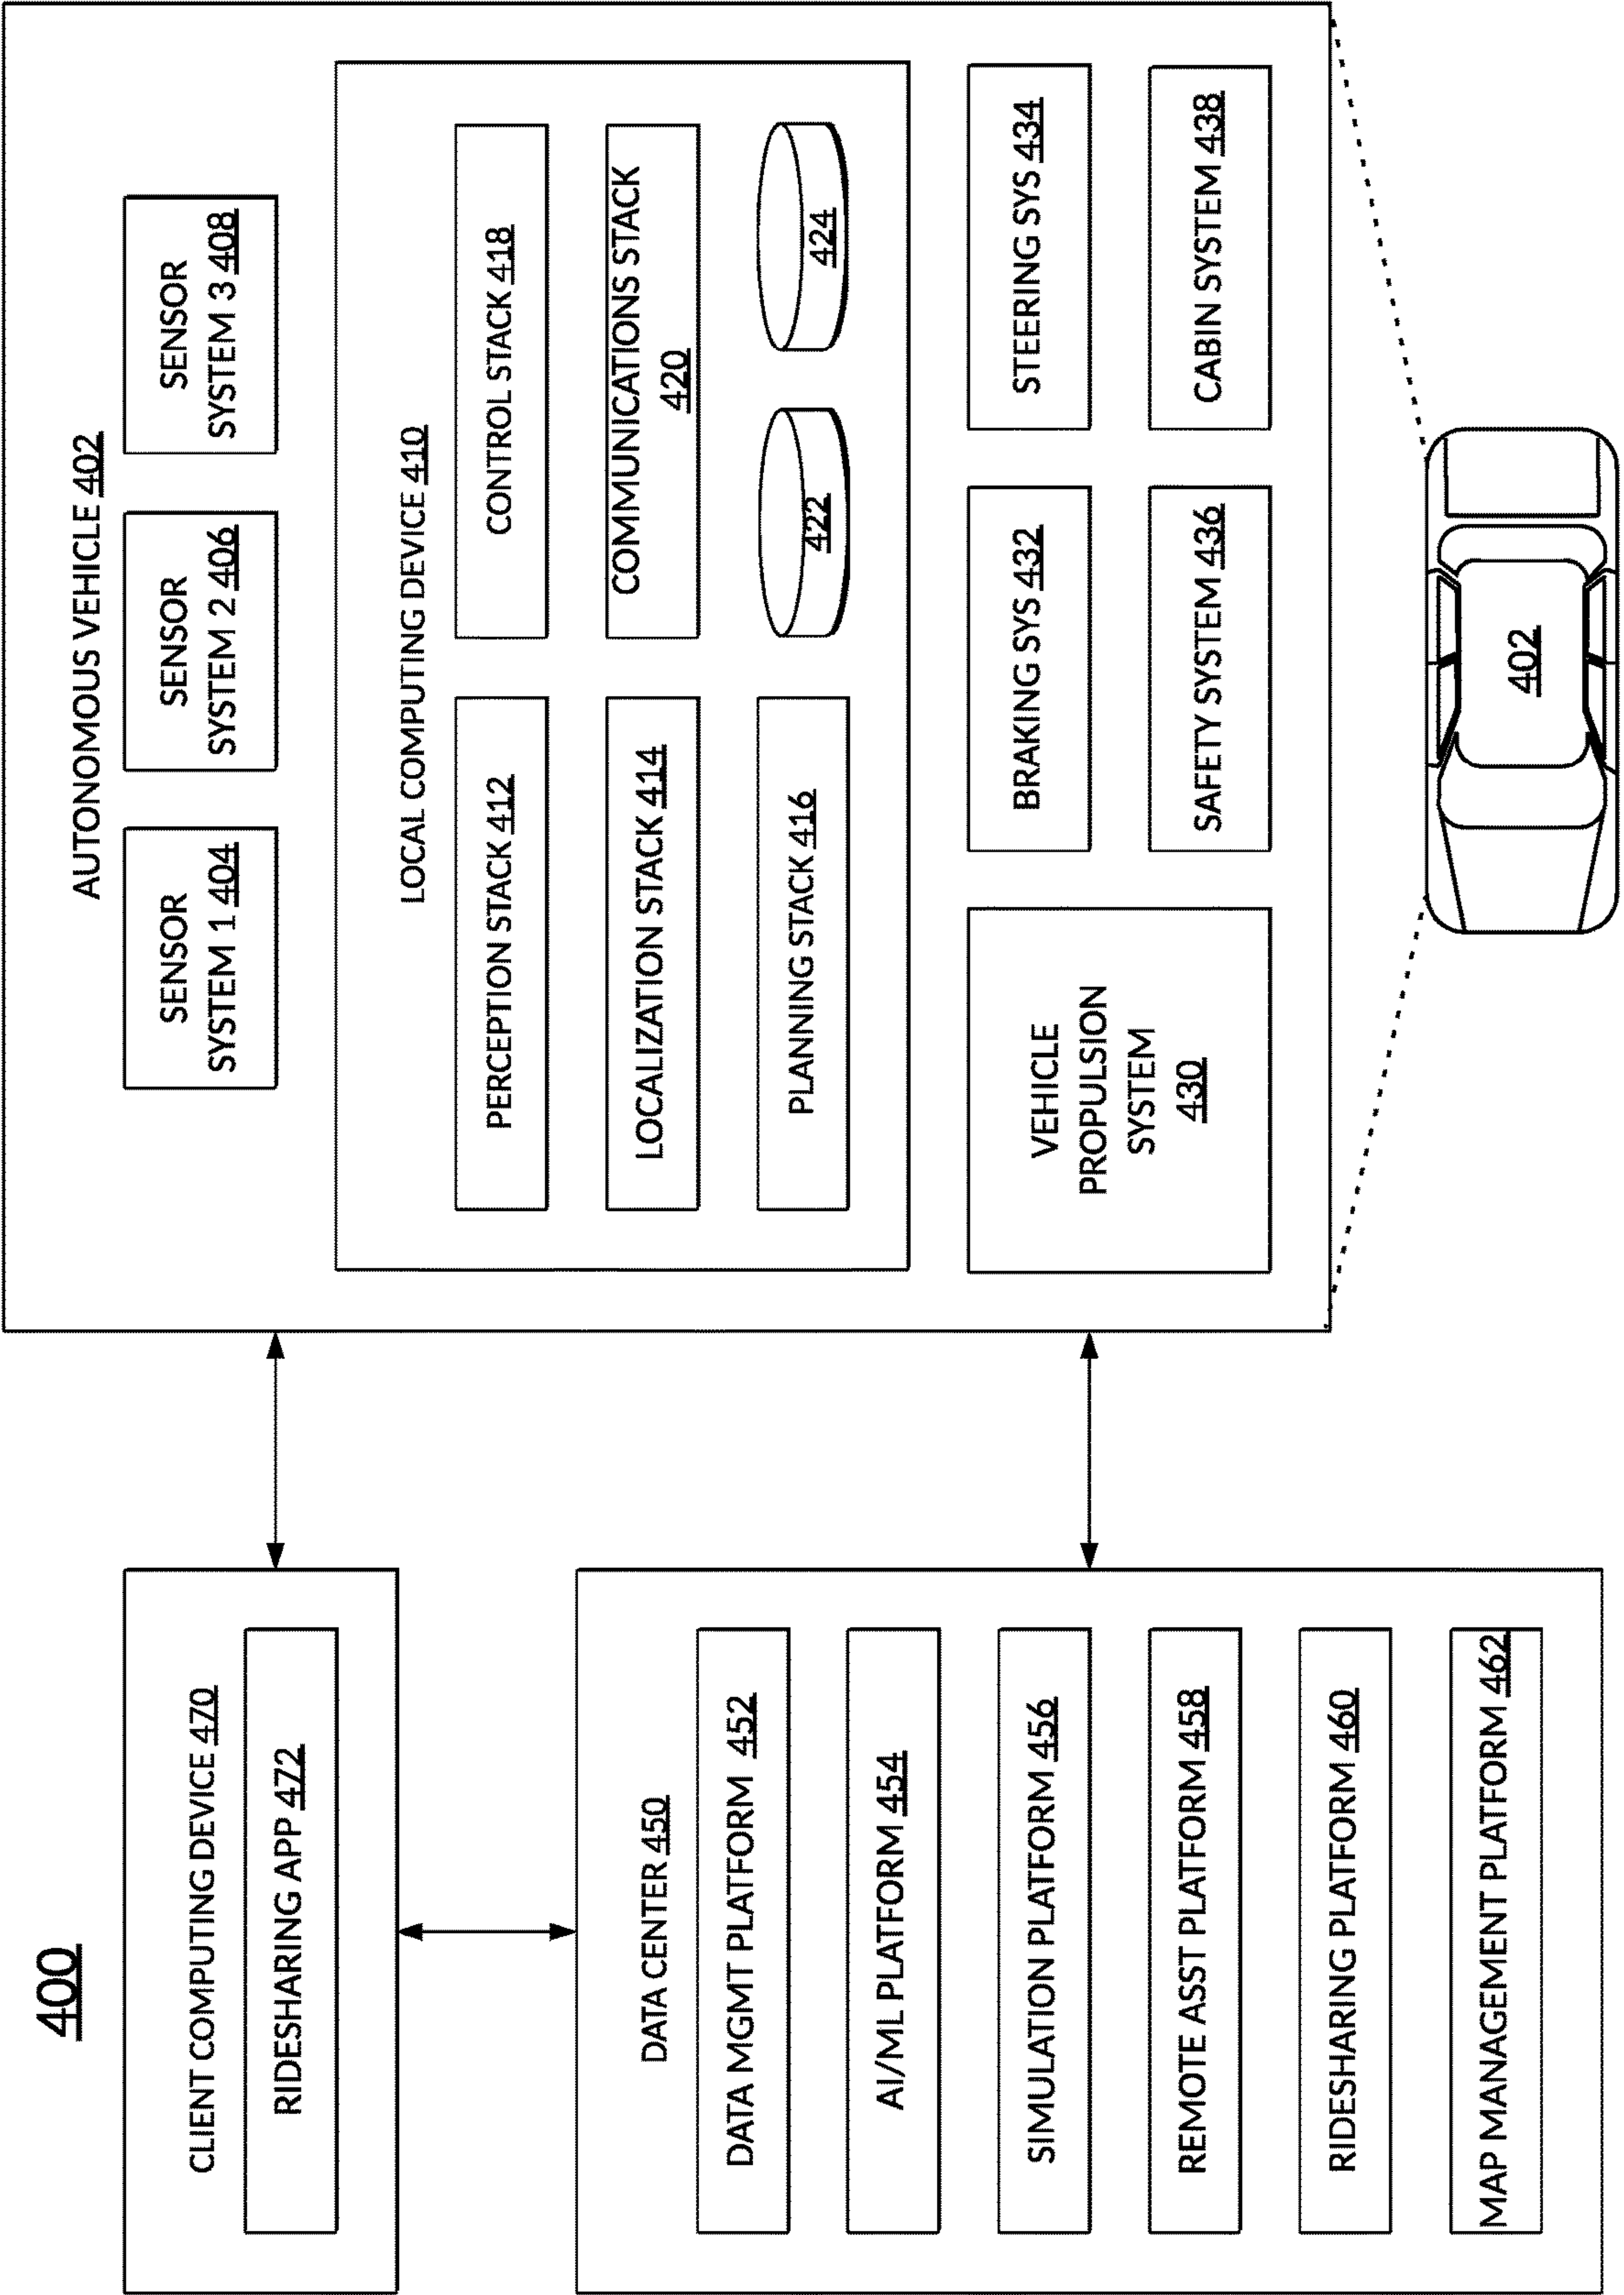 400
CLIENT COMPUTING DEVICE 470
RIDESHARING APP 472
DATA CENTER 450
DATA MGMT PLATFORM 452
AI/ML PLATFORM 454
SIMULATION PLATFORM 456
REMOTE ASST PLATFORM 458
RIDESHARING PLATFORM 460
MAP MANAGEMENT PLATFORM 462
AUTONOMOUS VEHICLE 402
SENSOR
SYSTEM 1 404
SENSOR
SYSTEM 2 406
SENSOR
SYSTEM 3 408
LOCAL COMPUTING DEVICE 410
PERCEPTION STACK 412
CONTROL STACK 418
LOCALIZATION STACK 414
COMMUNICATIONS STACK
420
PLANNING STACK 416
422
424
VEHICLE
PROPULSION
SYSTEM
430
BRAKING SYS 432
STEERING SYS 434
SAFETY SYSTEM 436
CABIN SYSTEM 438
402